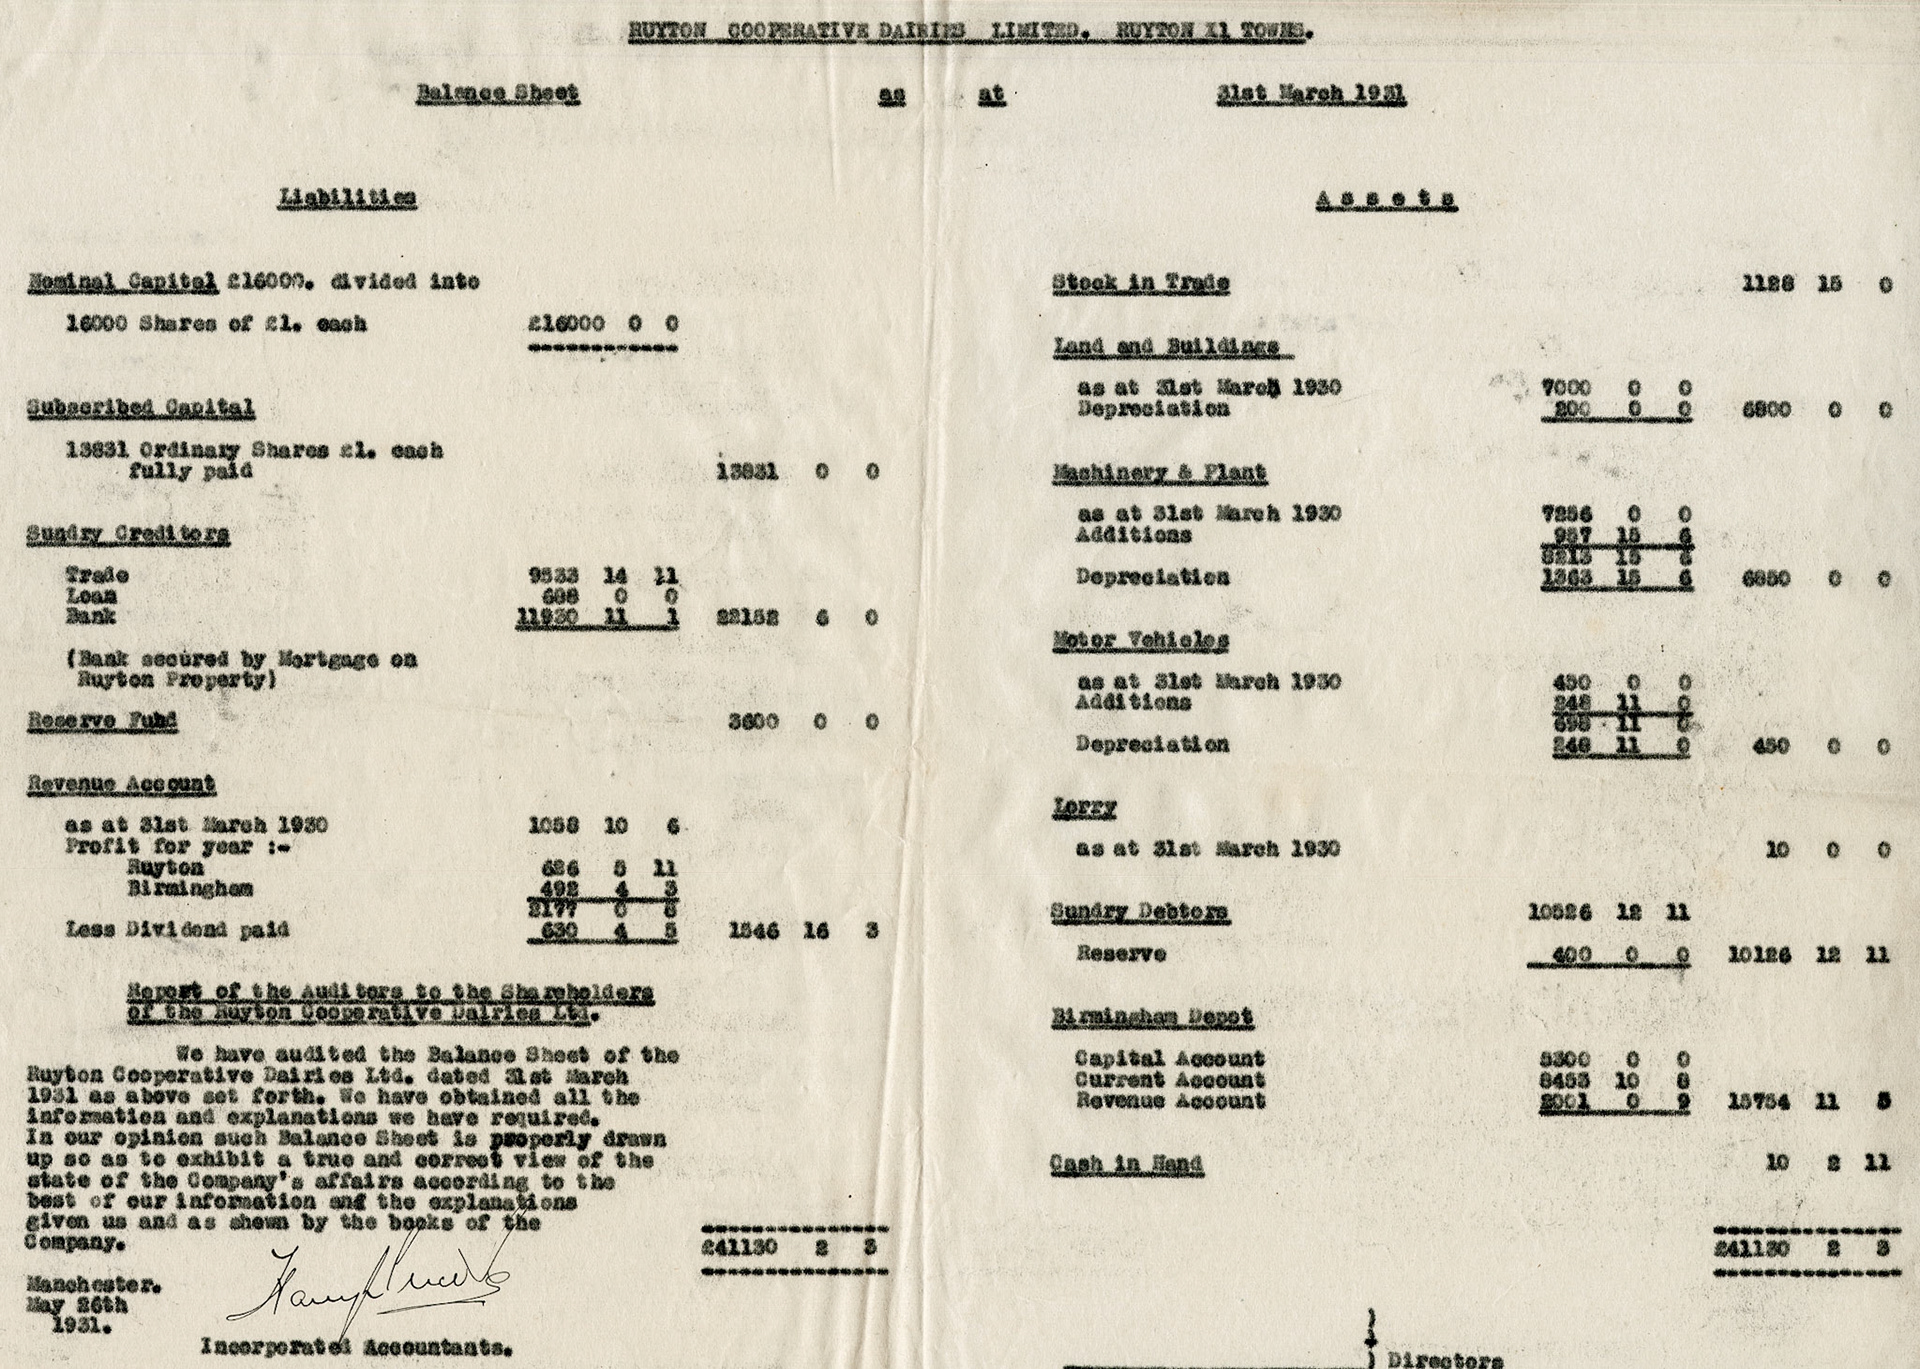 RUYTON COOPERATIVE DAIRIES LIMITED. RUYTON X1 TOWNS.
Balance Sheet as at 31st March 1931
Liabilities
Nominal Capital £16000. divided into
16000 Shares of £1. each £16000 0 0
Subscribed Capital
13831 Ordinary Shares £1. each
fully paid 13831 0 0
Sundry Creditors
Trade 9533 14 11
Loan 688 0 0
Bank 11930 11 1 22152 6 0
(Bank secured by Mortgage on
Ruyton Property)
Reserve Fund 3600 0 0
Revenue Account
as at 31st March 1930 1058 10 6
Profit for year :-
Ruyton 626 5 11
Birmingham 492 4 3
2177 0 8
Less Dividend paid 630 4 5 1546 16 3
Report of the Auditors to the Shareholders
of the Ruyton Cooperative Dairies Ltd.
We have audited the Balance Sheet of the
Ruyton Cooperative Dairies Ltd. dated 31st March
1931 as above set forth. We have obtained all the
information and explanations we have required.
In our opinion such Balance Sheet is properly drawn
up so as to exhibit a true and correct view of the
state of the Company's affairs according to the
best of our information and the explanations
given us and as shewn by the books of the
Company.
£41130 2 3
Manchester.
May 26th
1931.
Incorporated Accountants.
Assets
Stock in Trade 1128 15 0
Land and Buildings
as at 31st March 1930 7000 0 0
Depreciation 200 0 0 6800 0 0
Machinery & Plant
as at 31st March 1930 7256 0 0
Additions 957 15 6
8213 15 6
Depreciation 1363 15 6 6850 0 0
Motor Vehicles
as at 31st March 1930 450 0 0
Additions 248 11 0
698 11 0
Depreciation 248 11 0 450 0 0
Lorry
as at 31st March 1930 10 0 0
Sundry Debtors 10526 12 11
Reserve 400 0 0 10126 12 11
Birmingham Depot
Capital Account 5300 0 0
Current Account 8453 10 8
Revenue Account 2001 0 9 15754 11 5
Cash in Hand 10 2 11
£41130 2 3
) Directors